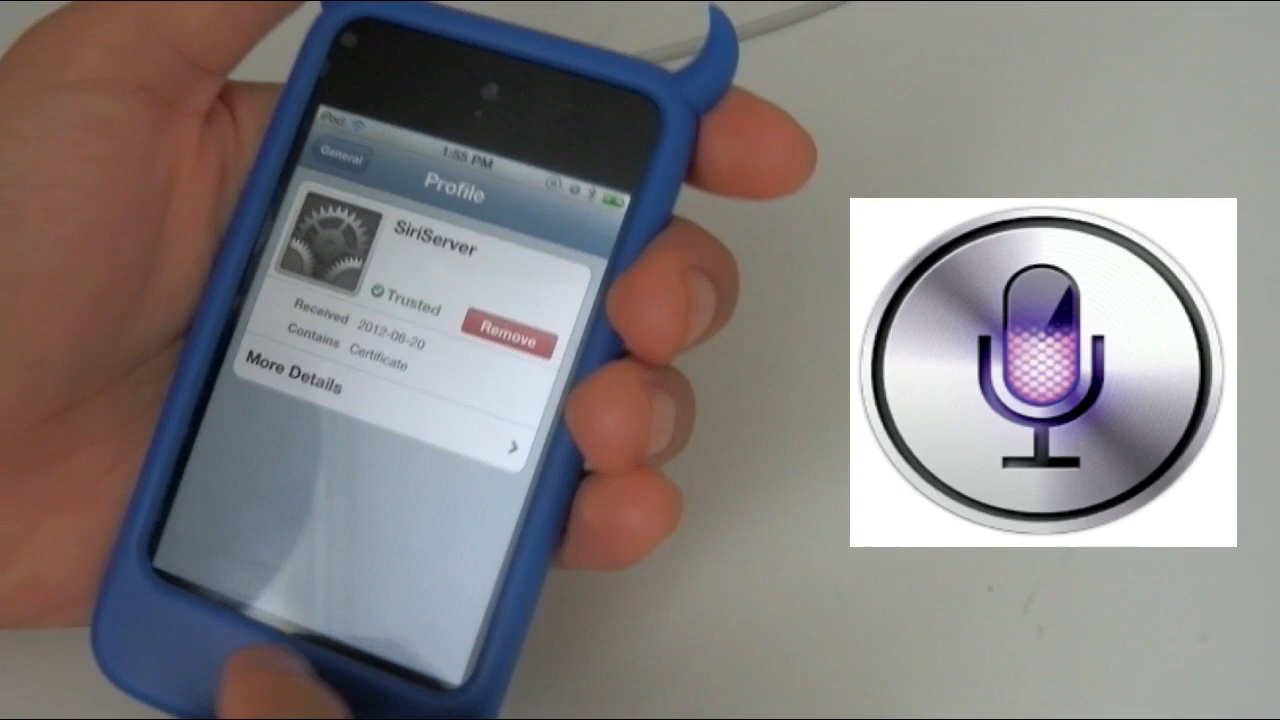 iPod 1:55 PM
General Profile
SiriServer
Trusted
Remove
Received 2012-06-20
Contains Certificate
More Details